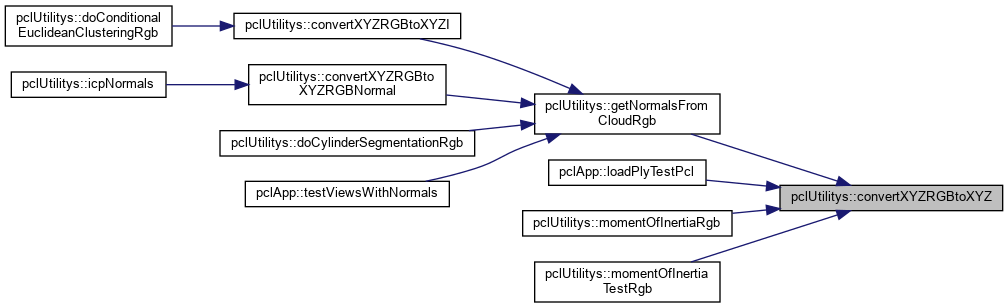 pclUtilitys::doConditional
EuclideanClusteringRgb
pclUtilitys::convertXYZRGBtoXYZI
pclUtilitys::icpNormals
pclUtilitys::convertXYZRGBto
XYZRGBNormal
pclUtilitys::getNormalsFrom
CloudRgb
pclUtilitys::doCylinderSegmentationRgb
pclApp::testViewsWithNormals
pclApp::loadPlyTestPcl
pclUtilitys::convertXYZRGBtoXYZ
pclUtilitys::momentOfInertiaRgb
pclUtilitys::momentOfInertia
TestRgb